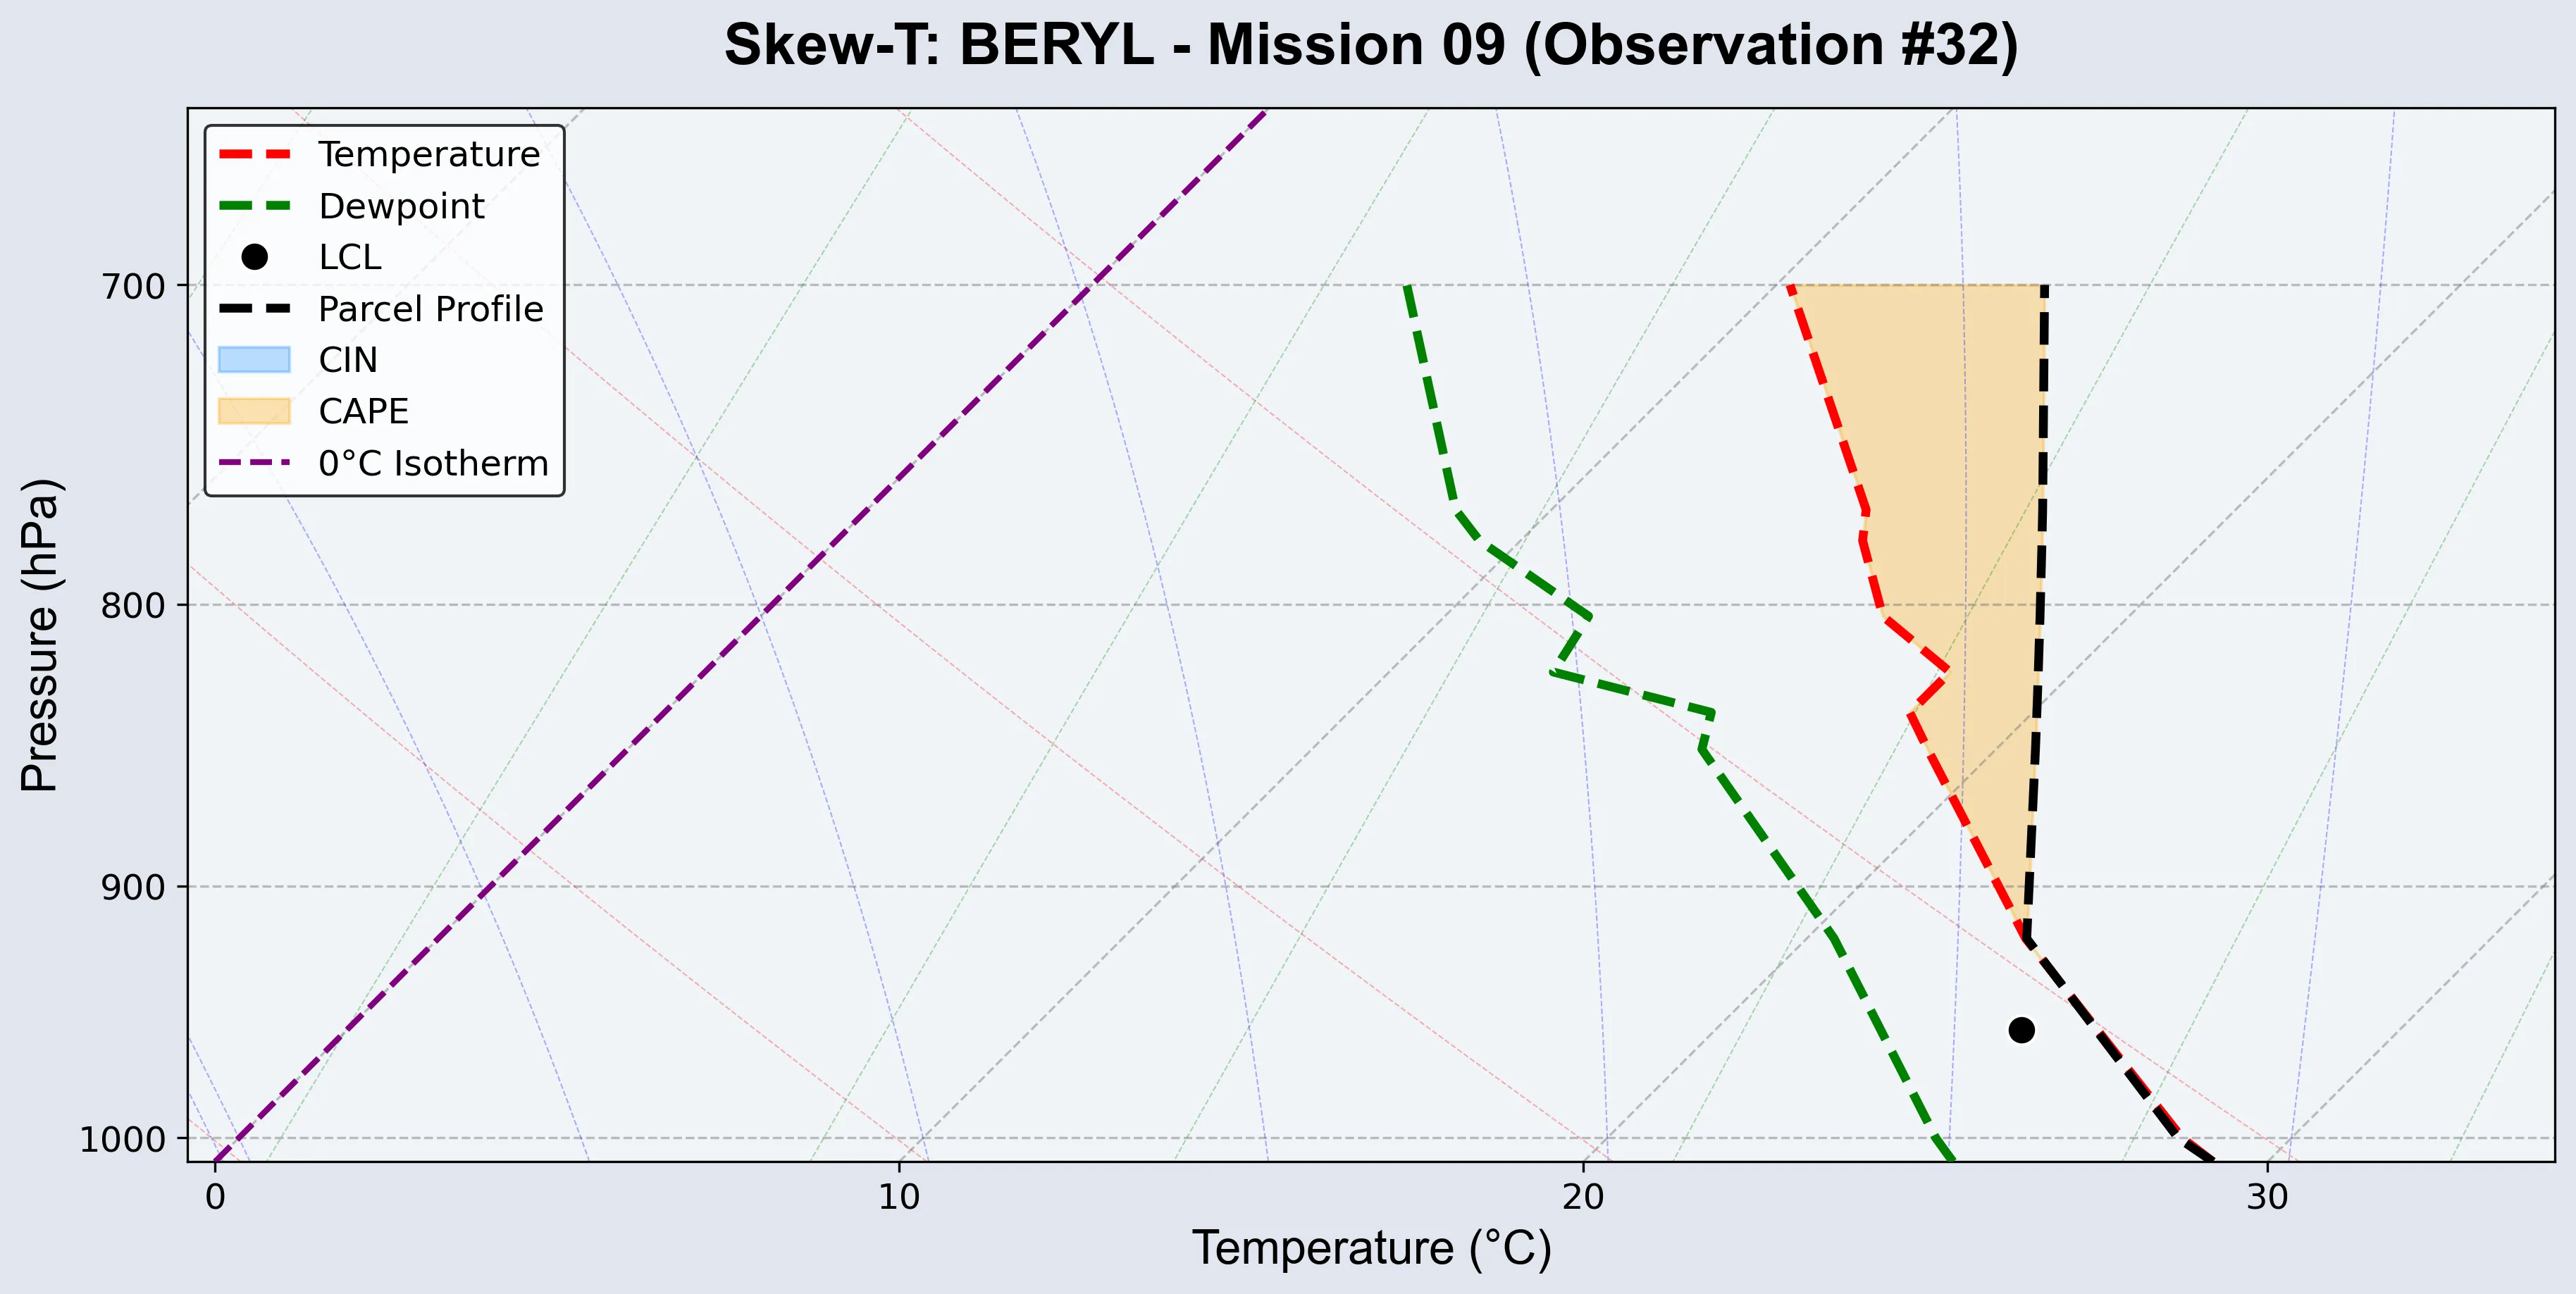 Skew-T: BERYL - Mission 09 (Observation #32)
Temperature
Dewpoint
LCL
Parcel Profile
CIN
CAPE
0°C Isotherm
Pressure (hPa)
700
800
900
1000
0
10
20
30
Temperature (°C)